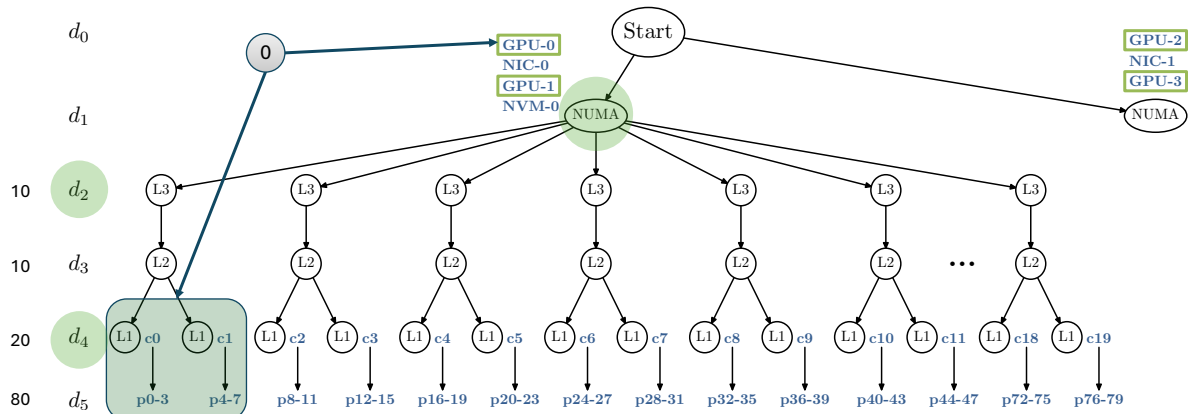 d0 Start
0
GPU-0 GPU-2
NIC-0 NIC-1
GPU-1 GPU-3
NVM-0
d1 NUMA NUMA
10 d2 L3 L3 L3 L3 L3 L3 L3
10 d3 L2 L2 L2 L2 L2 L2 ... L2
20 d4 L1 c0 L1 c1 L1 c2 L1 c3 L1 c4 L1 c5 L1 c6 L1 c7 L1 c8 L1 c9 L1 c10 L1 c11 L1 c18 L1 c19
80 d5 p0-3 p4-7 p8-11 p12-15 p16-19 p20-23 p24-27 p28-31 p32-35 p36-39 p40-43 p44-47 p72-75 p76-79